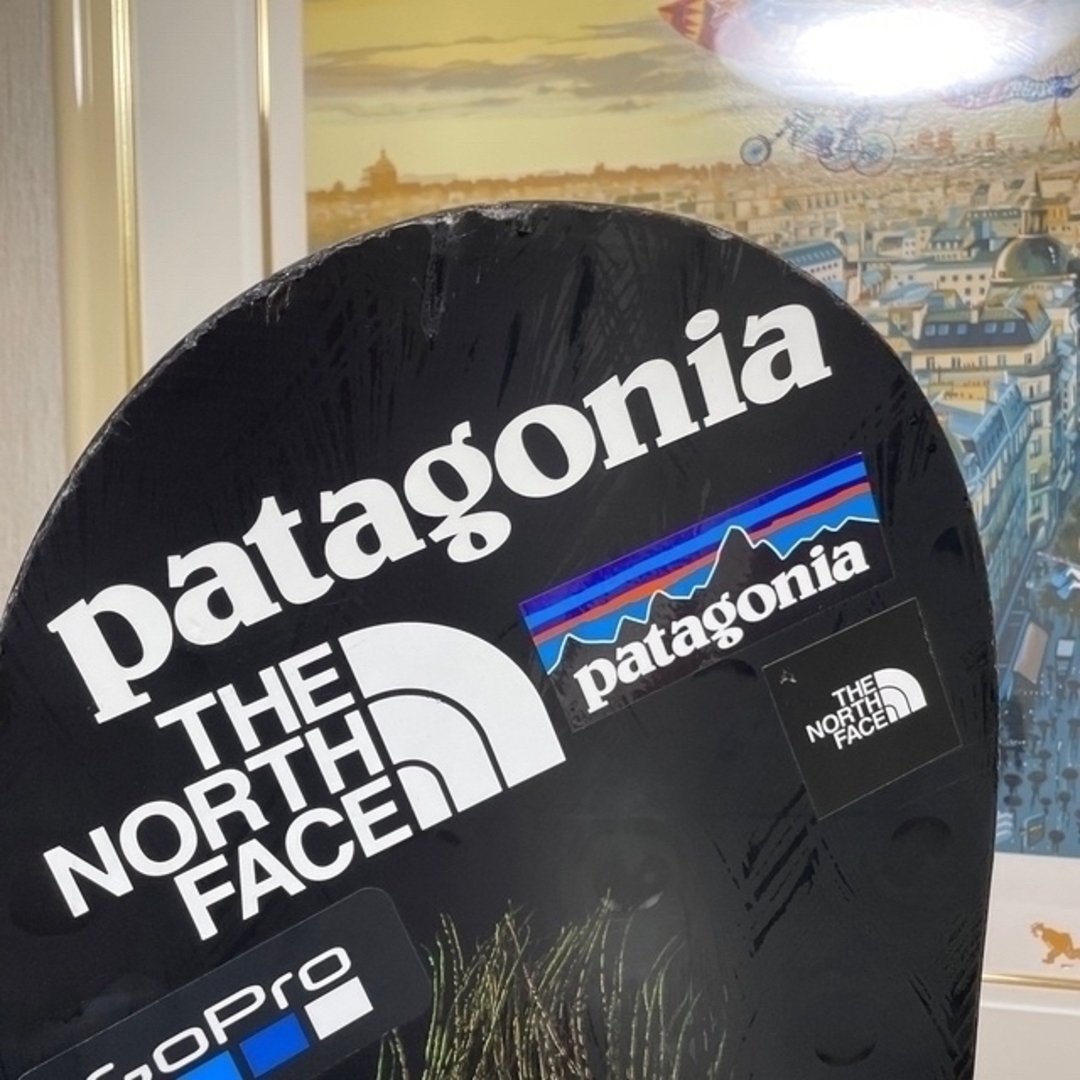 patagonia
patagonia
THE
NORTH
FACE
THE
NORTH
FACE
GoPro